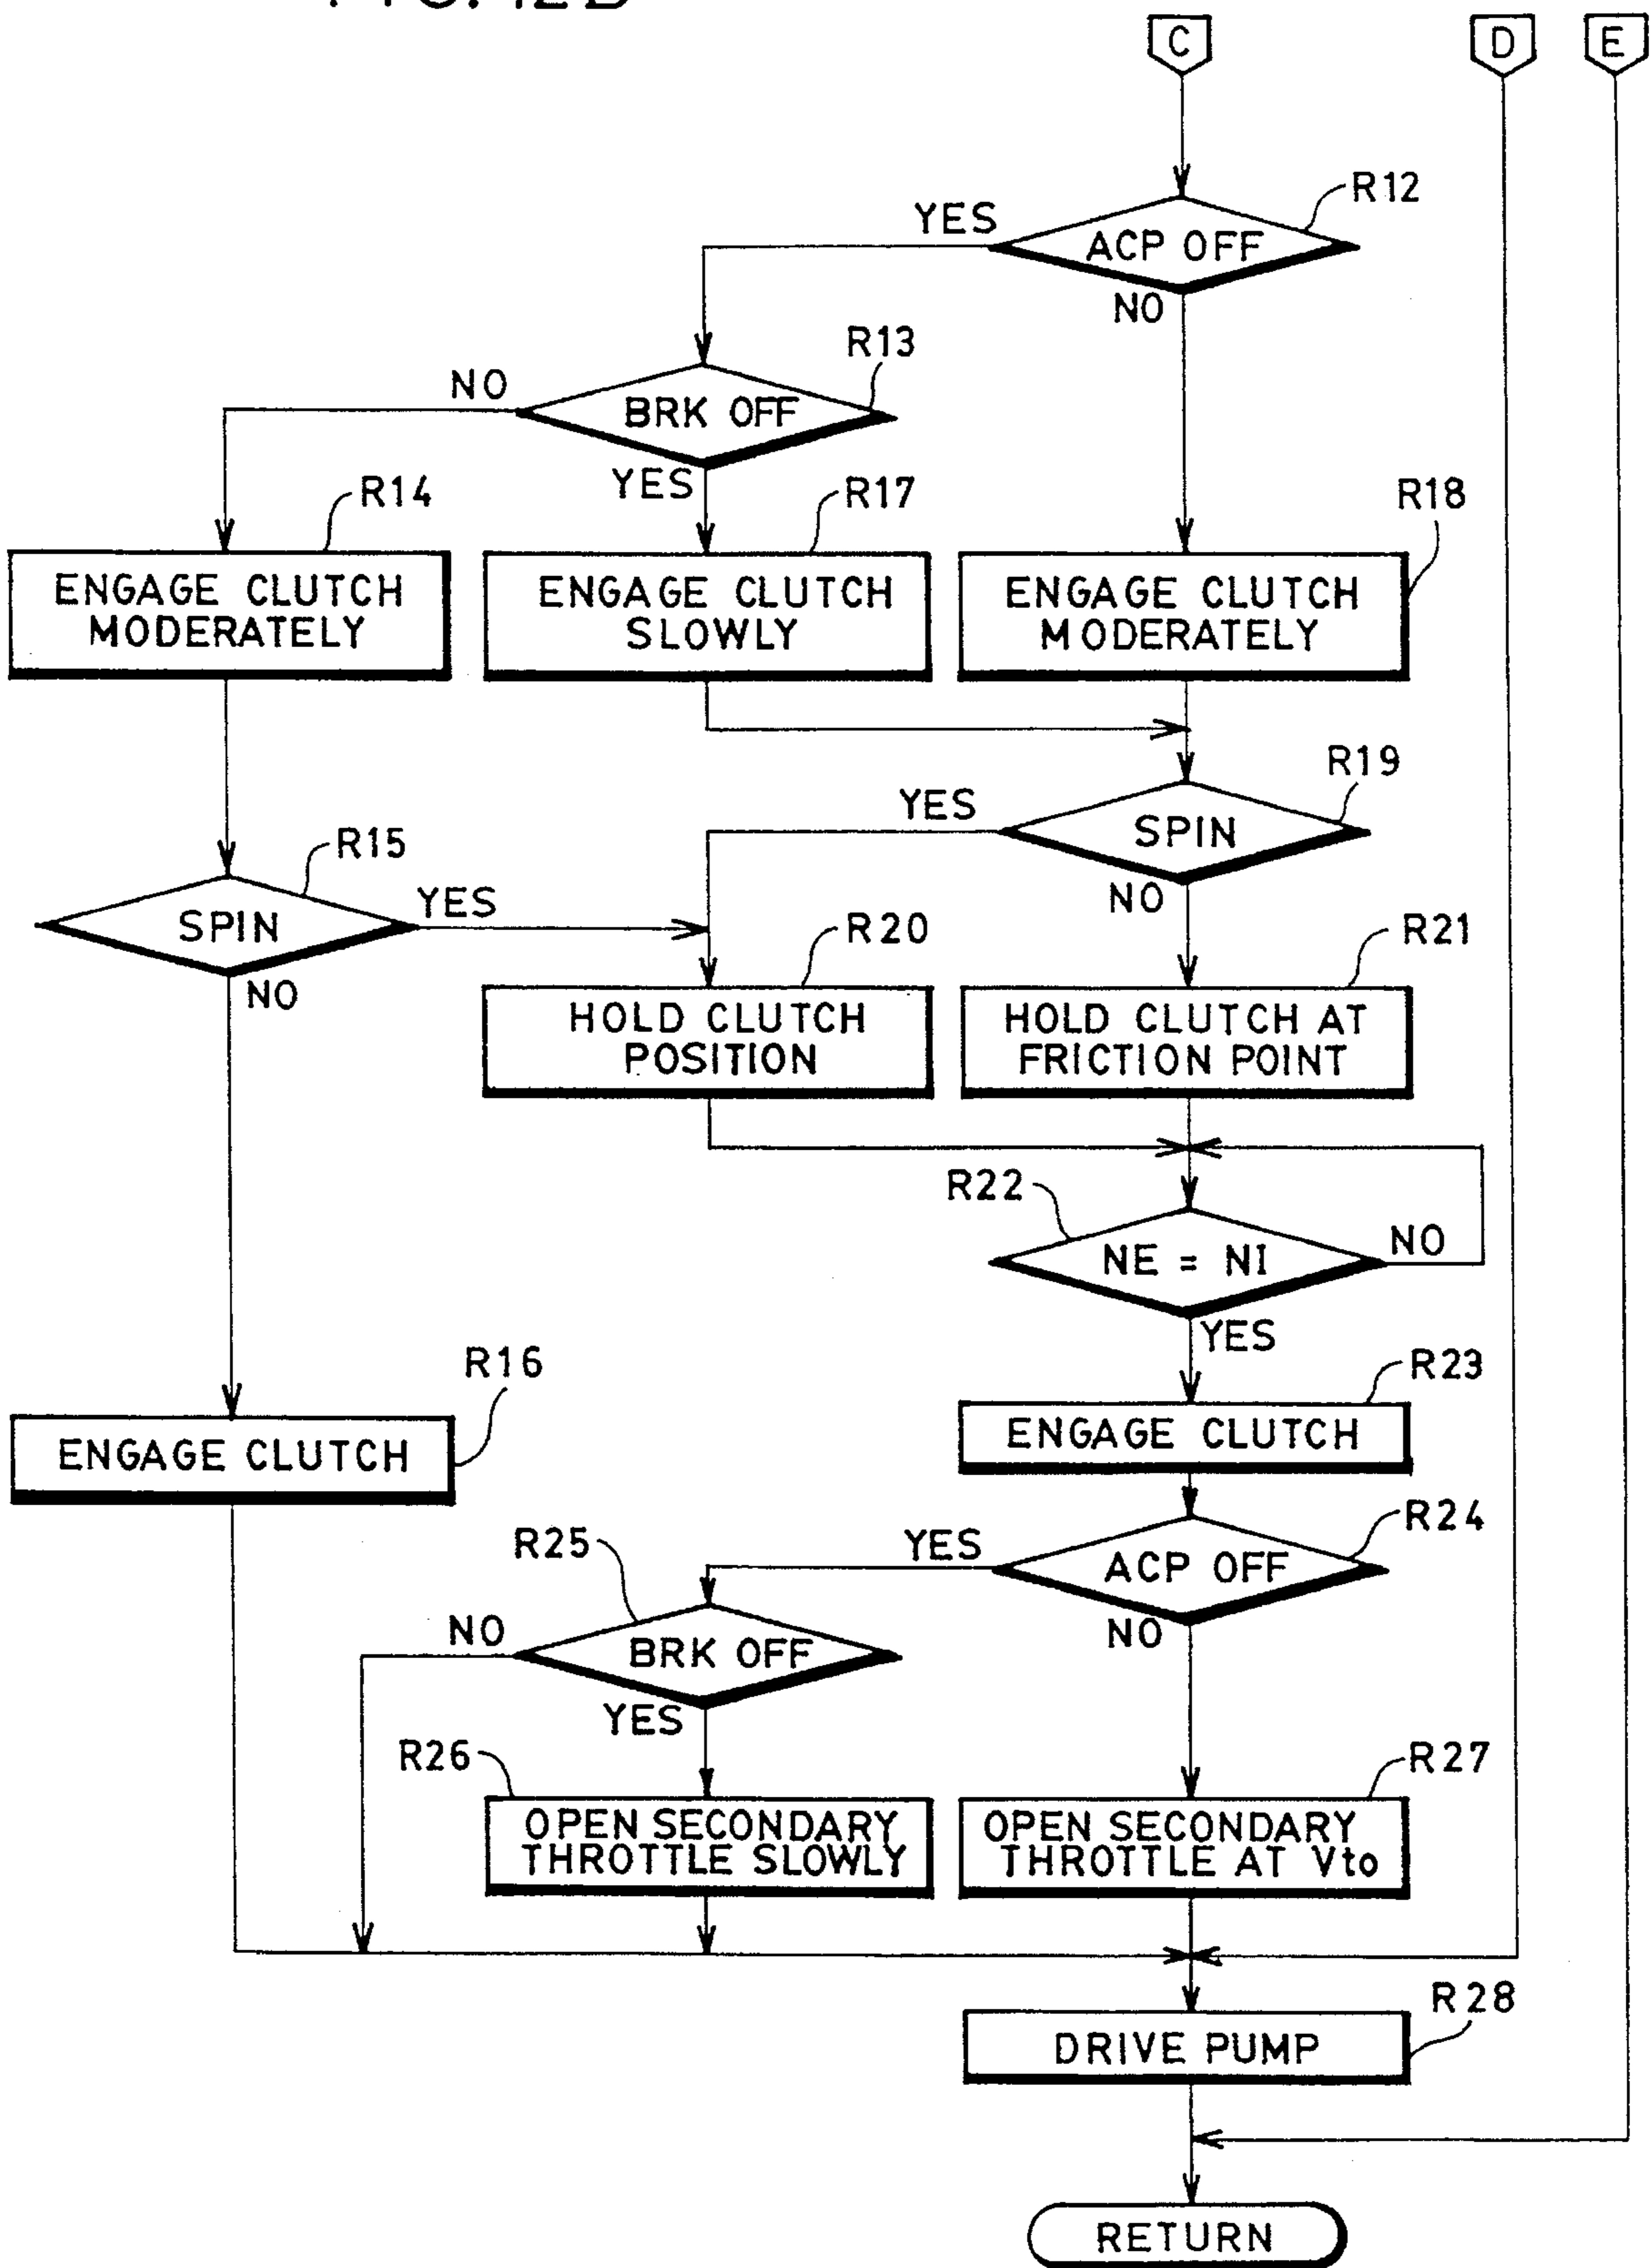 FIG. 12B
C
D
E
R12
YES
ACP OFF
NO
R13
NO
BRK OFF
YES
R14
R17
R18
ENGAGE CLUTCH
MODERATELY
ENGAGE CLUTCH
SLOWLY
ENGAGE CLUTCH
MODERATELY
R19
YES
SPIN
NO
R15
SPIN
YES
NO
R20
R21
HOLD CLUTCH
POSITION
HOLD CLUTCH AT
FRICTION POINT
R22
NE = NI
NO
YES
R16
R23
ENGAGE CLUTCH
ENGAGE CLUTCH
R24
YES
ACP OFF
NO
R25
NO
BRK OFF
YES
R26
R27
OPEN SECONDARY
THROTTLE SLOWLY
OPEN SECONDARY
THROTTLE AT Vto
R28
DRIVE PUMP
RETURN